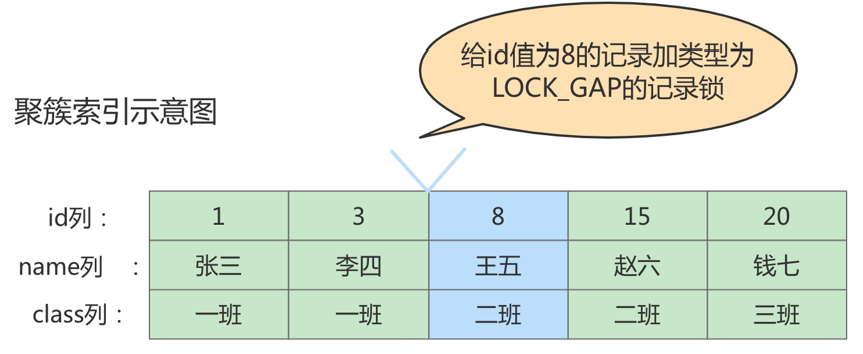 给id值为8的记录加类型为
LOCK_GAP的记录锁
聚簇索引示意图
id列： 1 3 8 15 20
name列 ： 张三 李四 王五 赵六 钱七
class列： 一班 一班 二班 二班 三班